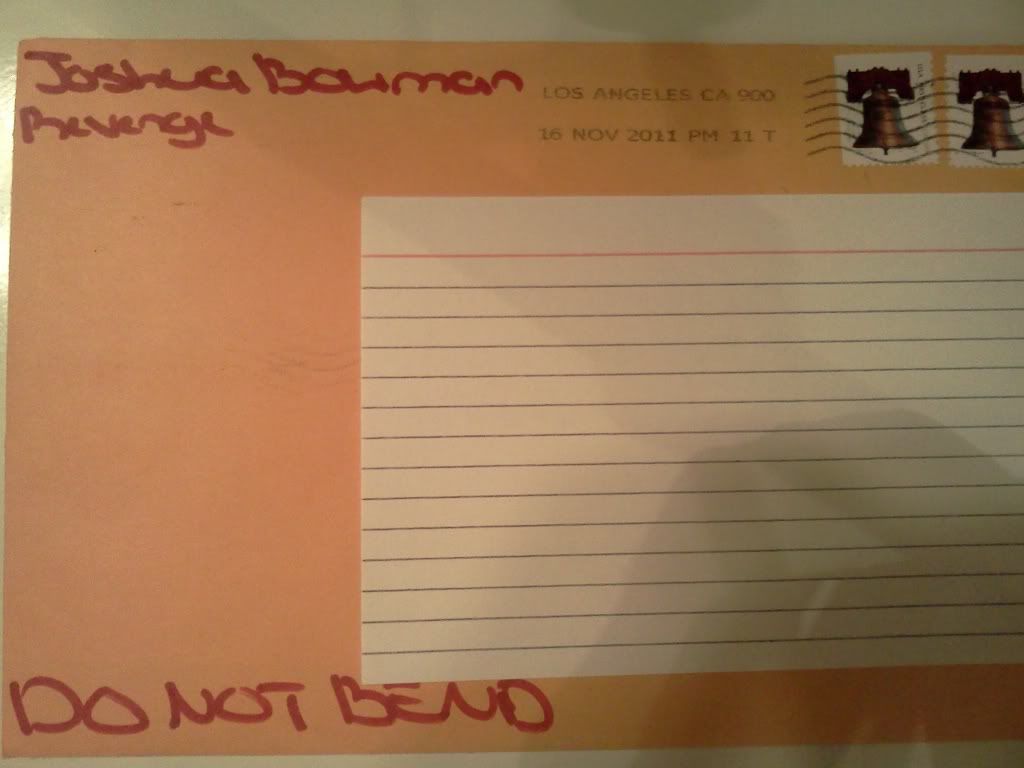 Joshua Bowman
Revenge
LOS ANGELES CA 900
16 NOV 2011 PM 11 T
DO NOT BEND